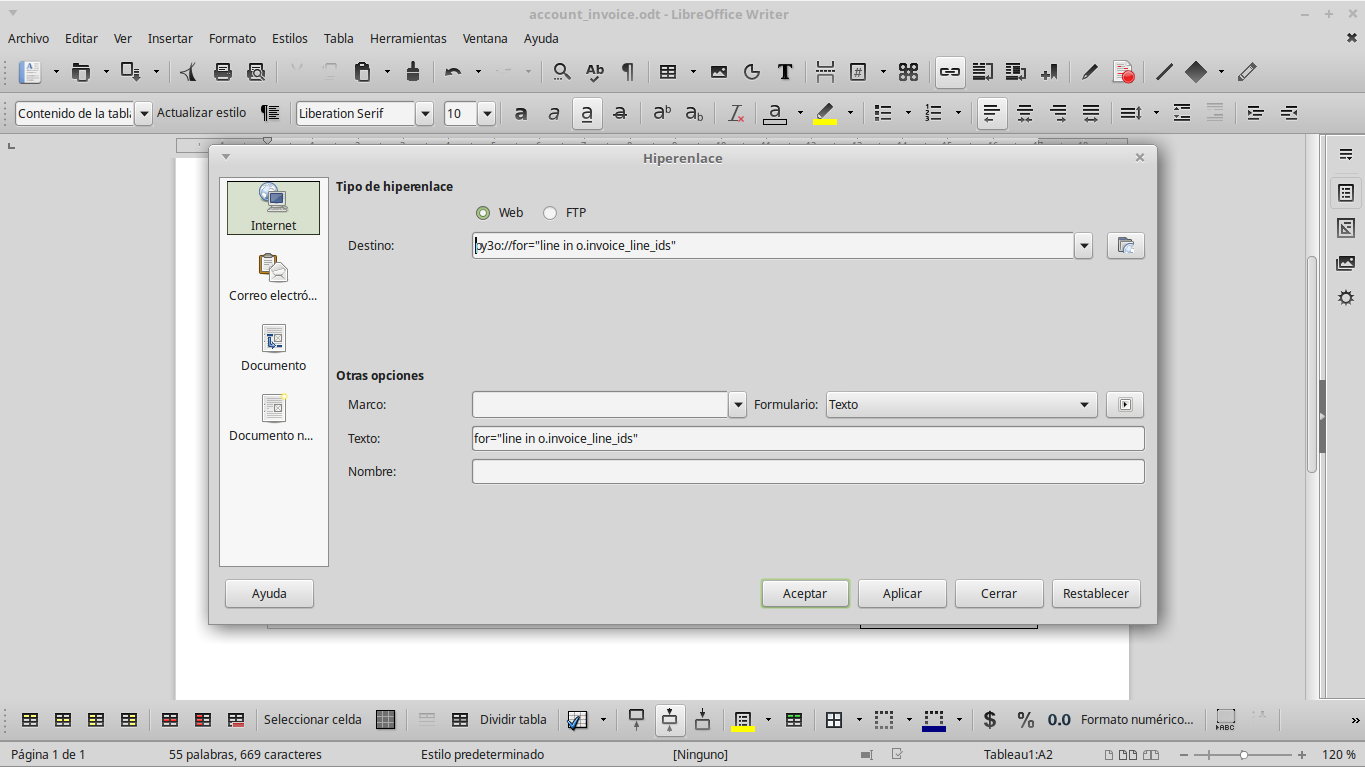 account_invoice.odt - LibreOffice Writer
Archivo Editar Ver Insertar Formato Estilos Tabla Herramientas Ventana Ayuda
Contenido de la tabla Actualizar estilo Liberation Serif 10
Hiperenlace
Internet
Correo electró...
Documento
Documento n...
Tipo de hiperenlace
Web FTP
Destino: py3o://for="line in o.invoice_line_ids"
Otras opciones
Marco: Formulario: Texto
Texto: for="line in o.invoice_line_ids"
Nombre:
Ayuda Aceptar Aplicar Cerrar Restablecer
Seleccionar celda Dividir tabla $ % 0.0 Formato numérico... »
Página 1 de 1 55 palabras, 669 caracteres Estilo predeterminado [Ninguno] Tableau1:A2 120 %